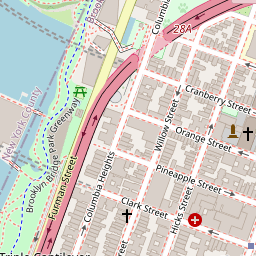 28A
Brook
Columbia
Cranberry Street
New York County
Brooklyn Bridge Park Greenway
Furman Street
Willow Street
Orange Street
Columbia Heights
Pineapple Street
Hicks Street
Clark Street
Triple Cantilever